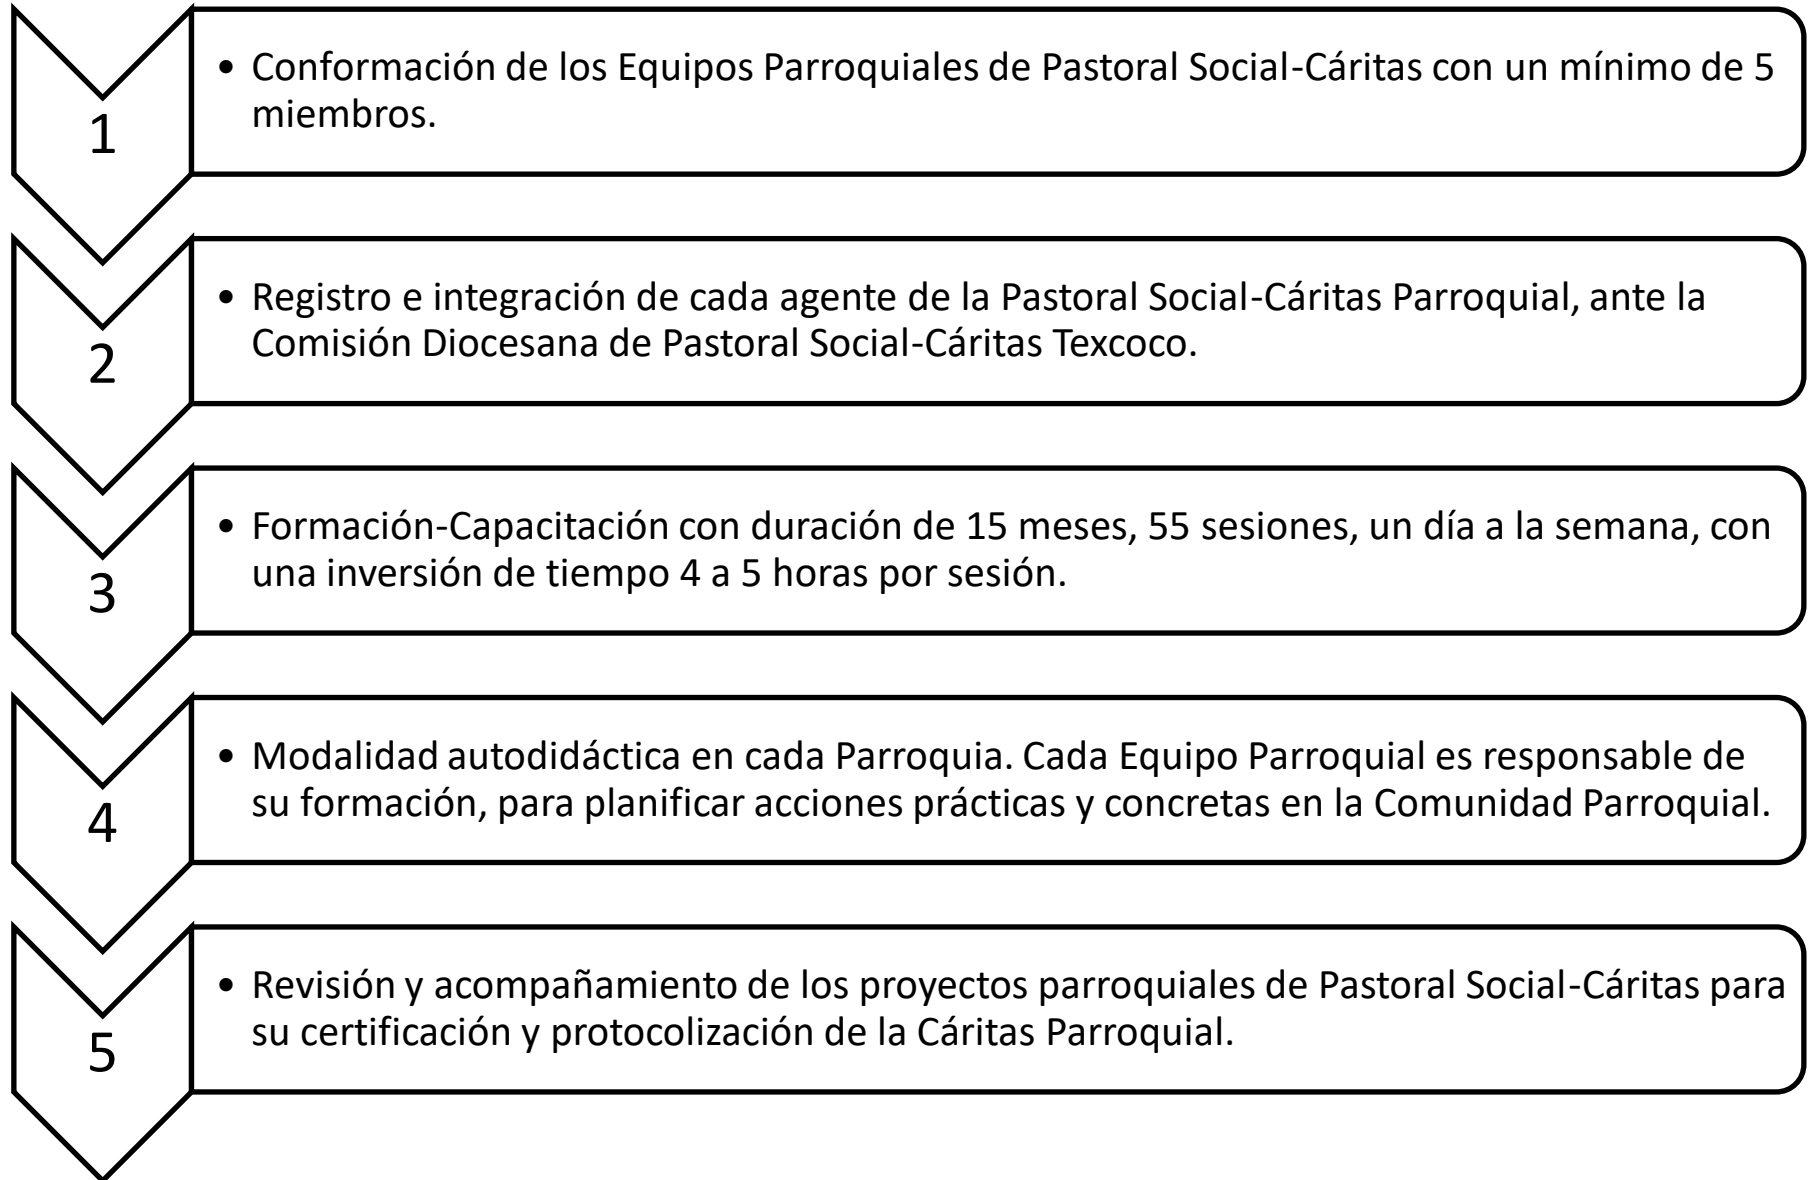 1
• Conformación de los Equipos Parroquiales de Pastoral Social-Cáritas con un mínimo de 5
miembros.
2
• Registro e integración de cada agente de la Pastoral Social-Cáritas Parroquial, ante la
Comisión Diocesana de Pastoral Social-Cáritas Texcoco.
3
• Formación-Capacitación con duración de 15 meses, 55 sesiones, un día a la semana, con
una inversión de tiempo 4 a 5 horas por sesión.
4
• Modalidad autodidáctica en cada Parroquia. Cada Equipo Parroquial es responsable de
su formación, para planificar acciones prácticas y concretas en la Comunidad Parroquial.
5
• Revisión y acompañamiento de los proyectos parroquiales de Pastoral Social-Cáritas para
su certificación y protocolización de la Cáritas Parroquial.